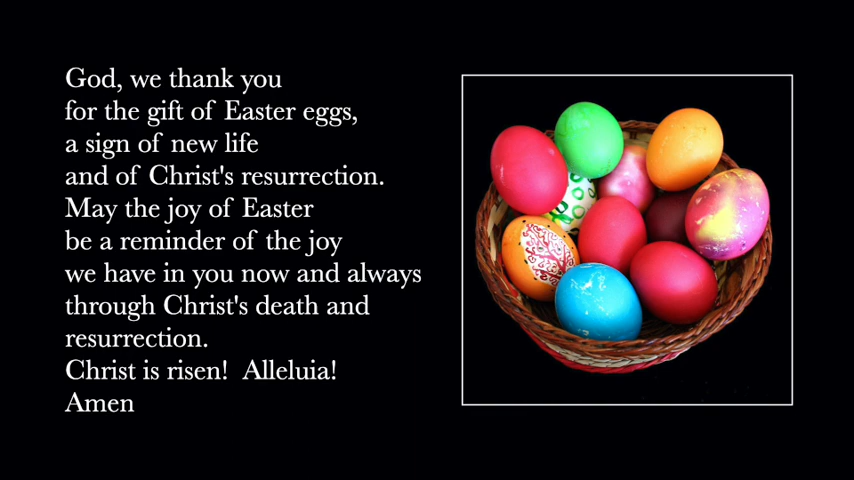 God, we thank you
for the gift of Easter eggs,
a sign of new life
and of Christ's resurrection.
May the joy of Easter
be a reminder of the joy
we have in you now and always
through Christ's death and
resurrection.
Christ is risen!  Alleluia!
Amen